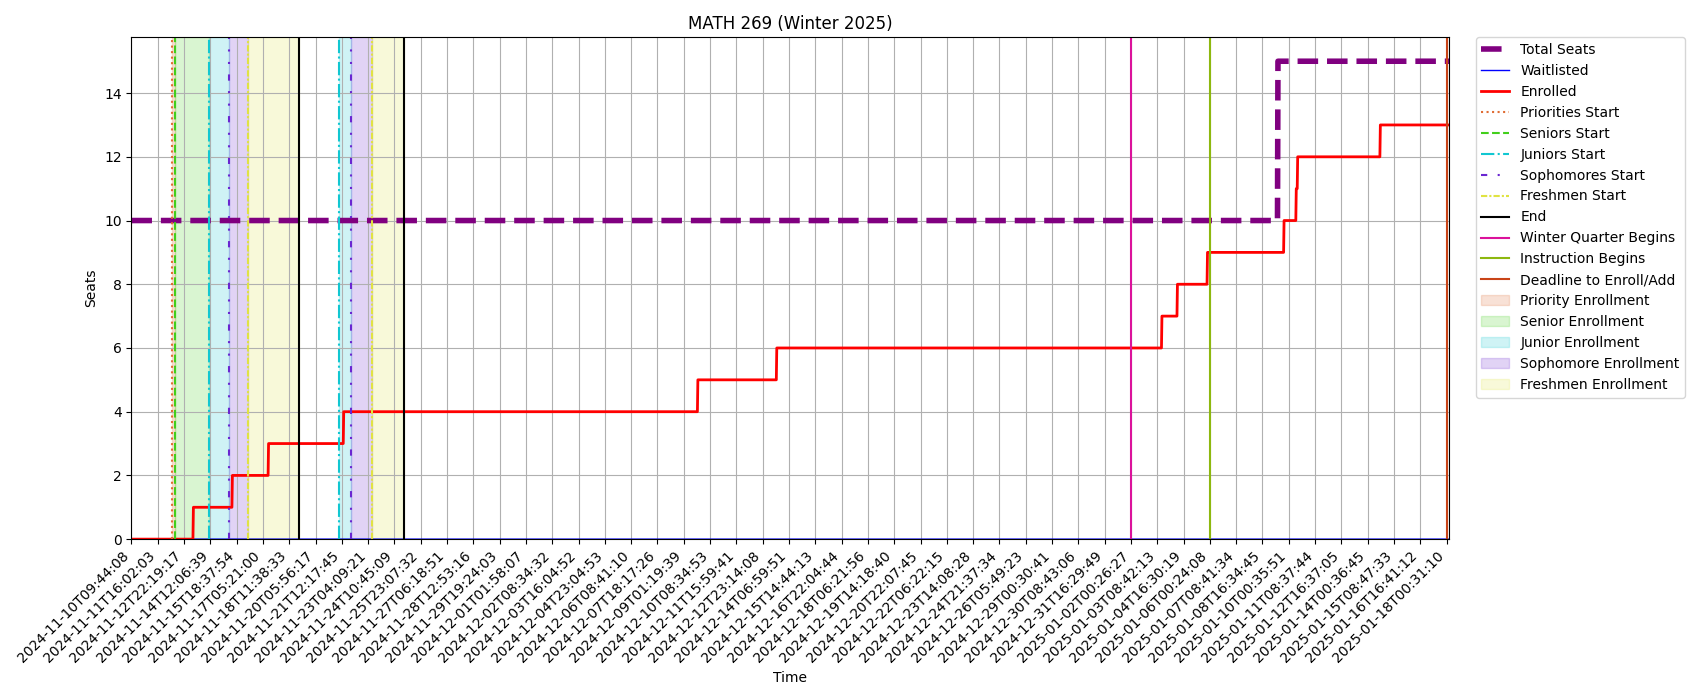 MATH 269 (Winter 2025)
Seats
14
12
10
8
6
4
2
0
2024-11-10T09:44:08
2024-11-11T16:02:03
2024-11-12T22:19:17
2024-11-14T12:06:39
2024-11-15T18:37:54
2024-11-17T05:21:00
2024-11-18T11:38:33
2024-11-20T05:56:17
2024-11-21T12:17:45
2024-11-23T04:09:21
2024-11-24T10:45:09
2024-11-25T23:07:32
2024-11-27T06:18:51
2024-11-28T12:53:16
2024-11-29T19:24:03
2024-12-01T01:58:07
2024-12-02T08:34:32
2024-12-03T16:04:52
2024-12-04T23:04:53
2024-12-06T08:41:10
2024-12-07T18:17:26
2024-12-09T01:19:39
2024-12-10T08:34:53
2024-12-11T15:59:41
2024-12-12T23:14:08
2024-12-14T06:59:51
2024-12-15T14:44:13
2024-12-16T22:04:44
2024-12-18T06:21:56
2024-12-19T14:18:40
2024-12-20T22:07:45
2024-12-22T06:22:15
2024-12-23T14:08:28
2024-12-24T21:37:34
2024-12-26T05:49:23
2024-12-29T00:30:41
2024-12-30T08:43:06
2024-12-31T16:29:49
2025-01-02T00:26:27
2025-01-03T08:42:13
2025-01-04T16:30:19
2025-01-06T00:24:08
2025-01-07T08:41:34
2025-01-08T16:34:45
2025-01-10T00:35:51
2025-01-11T08:37:44
2025-01-12T16:37:05
2025-01-14T00:36:45
2025-01-15T08:47:33
2025-01-16T16:41:12
2025-01-18T00:31:10
Time
Total Seats
Waitlisted
Enrolled
Priorities Start
Seniors Start
Juniors Start
Sophomores Start
Freshmen Start
End
Winter Quarter Begins
Instruction Begins
Deadline to Enroll/Add
Priority Enrollment
Senior Enrollment
Junior Enrollment
Sophomore Enrollment
Freshmen Enrollment